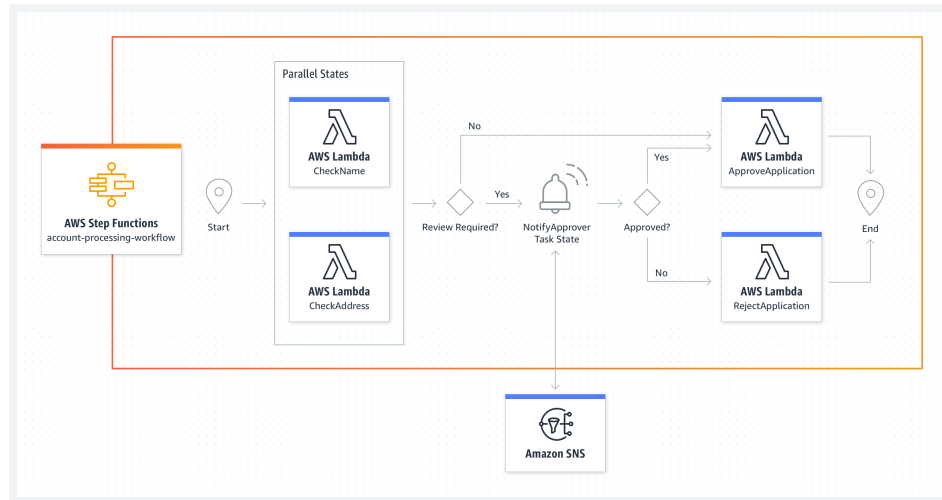 Parallel States
AWS Lambda
CheckName
AWS Lambda
CheckAddress
AWS Step Functions
account-processing-workflow
Start
Review Required?
No
Yes
NotifyApprover
Task State
Approved?
Yes
No
AWS Lambda
ApproveApplication
AWS Lambda
RejectApplication
End
Amazon SNS